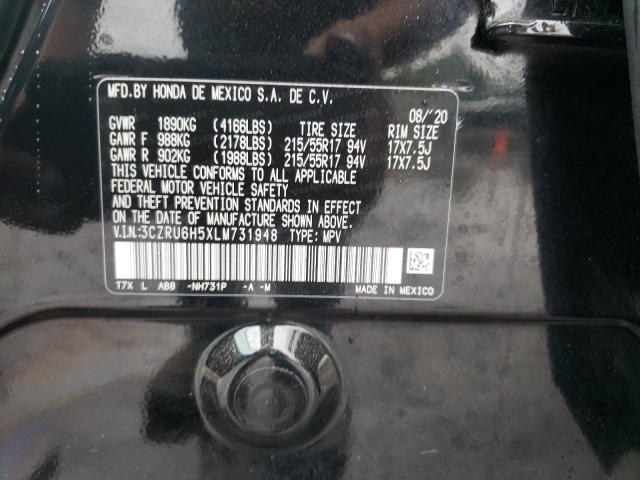 MFD.BY HONDA DE MEXICO S.A. DE C.V.
08/'20
GVWR 1890KG (4166LBS) TIRE SIZE RIM SIZE
GAWR F 988KG (2178LBS) 215/55R17 94V 17X7.5J
GAWR R 902KG (1988LBS) 215/55R17 94V 17X7.5J
THIS VEHICLE CONFORMS TO ALL APPLICABLE
FEDERAL MOTOR VEHICLE SAFETY
AND THEFT PREVENTION STANDARDS IN EFFECT ON
THE DATE OF MANUFACTURE SHOWN ABOVE.
V.I.N:3CZRU6H5XLM731948 TYPE: MPV
T7X L ABB -NH731P -A -M MADE IN MEXICO